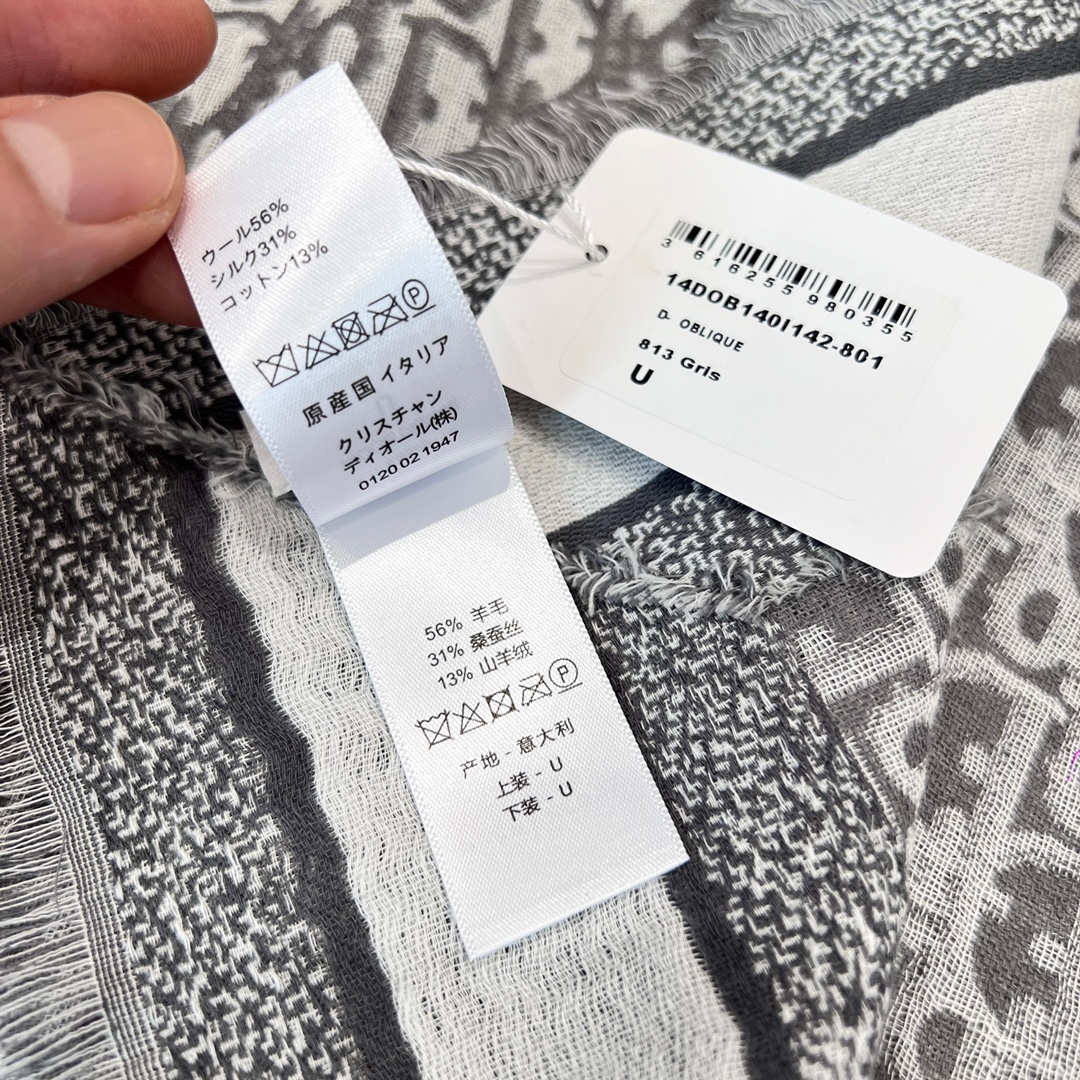 ウール56%
シルク31%
コットン13%
P
原産国 イタリア
クリスチャン
ディオール(株)
0120 02 1947
56% 羊毛
31% 桑蚕丝
13% 山羊绒
P
产地 - 意大利
上装 - U
下装 - U
3 616255 980355
14DOB140I142-801
D. OBLIQUE
813 Gris
U